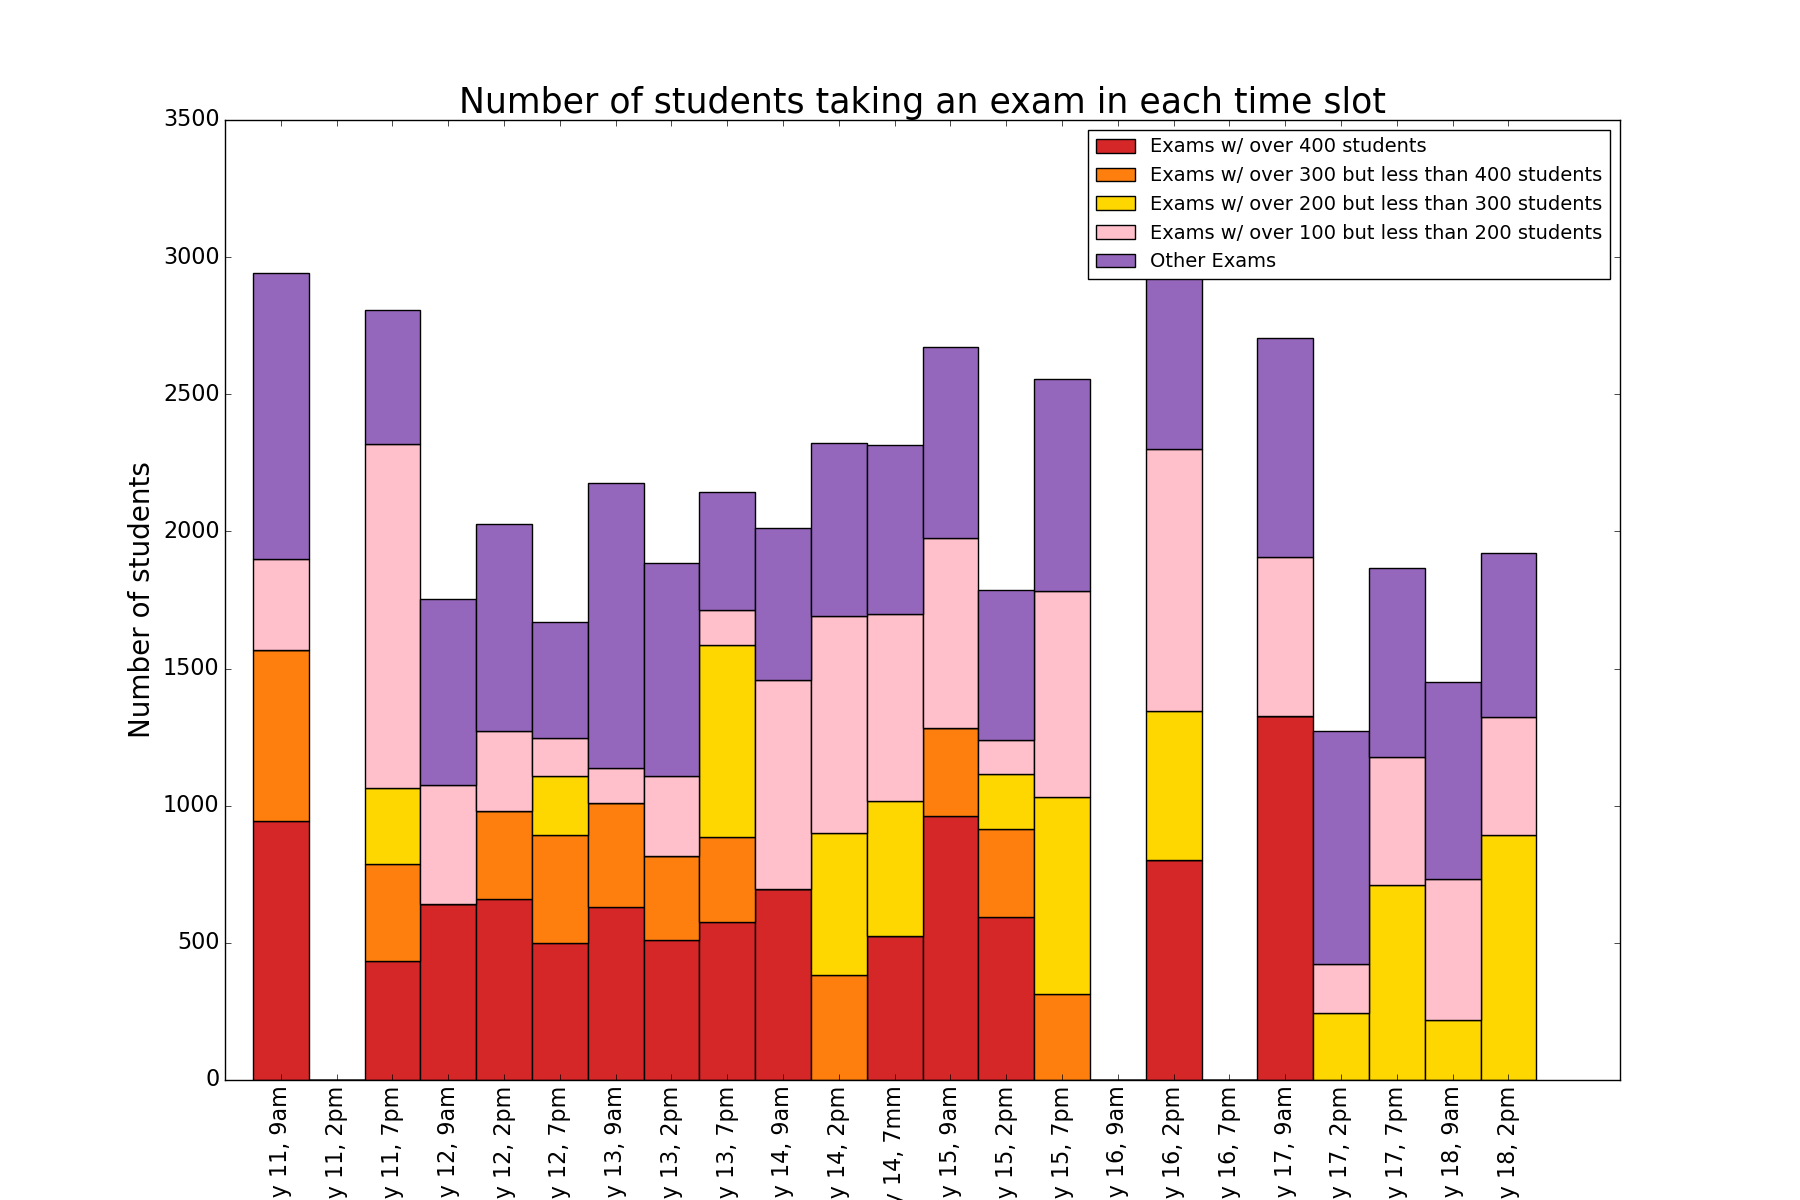 Number of students taking an exam in each time slot
Exams w/ over 400 students
Exams w/ over 300 but less than 400 students
Exams w/ over 200 but less than 300 students
Exams w/ over 100 but less than 200 students
Other Exams
Number of students
3500
3000
2500
2000
1500
1000
500
0
y 11, 9am
y 11, 2pm
y 11, 7pm
y 12, 9am
y 12, 2pm
y 12, 7pm
y 13, 9am
y 13, 2pm
y 13, 7pm
y 14, 9am
y 14, 2pm
y 14, 7mm
y 15, 9am
y 15, 2pm
y 15, 7pm
y 16, 9am
y 16, 2pm
y 16, 7pm
y 17, 9am
y 17, 2pm
y 17, 7pm
y 18, 9am
y 18, 2pm